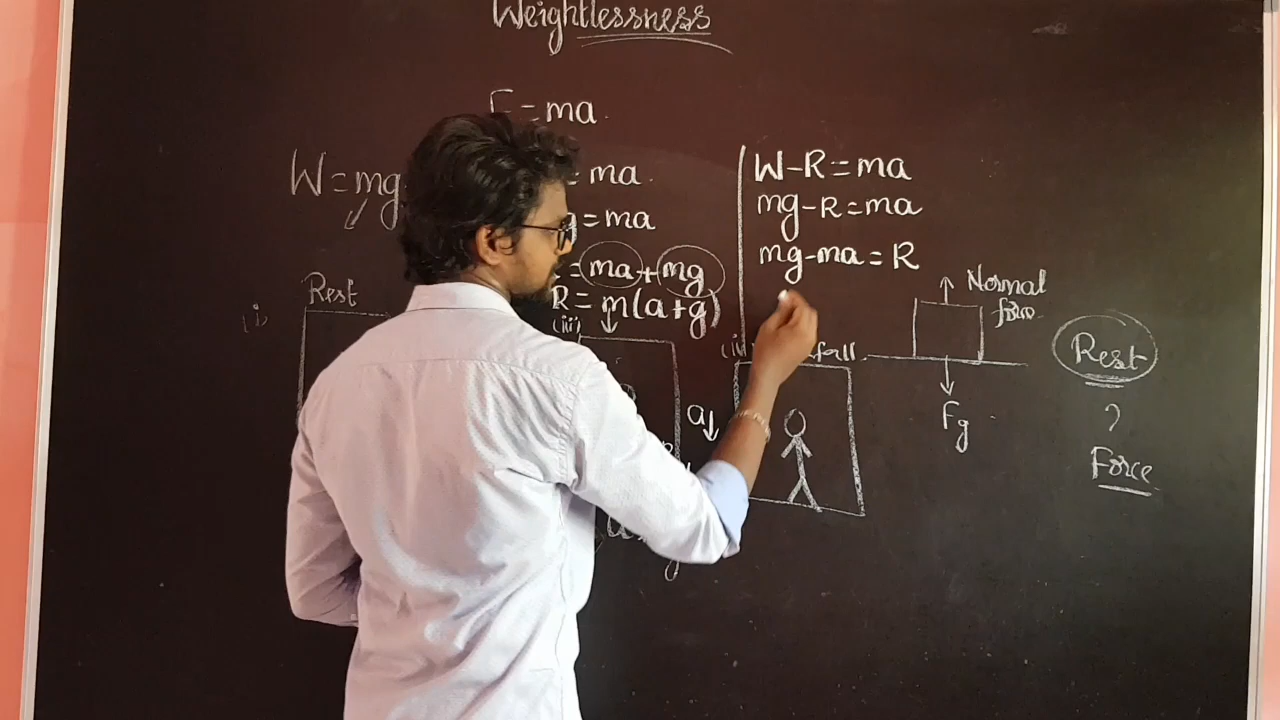 Weightlessness
F = ma
W = mg
= ma
g = ma
= ma + mg
R = m(a+g)
W-R = ma
mg-R = ma
mg-ma = R
Rest
(i)
(iii)
fall
a
Normal
force
Fg
Rest
?
Force